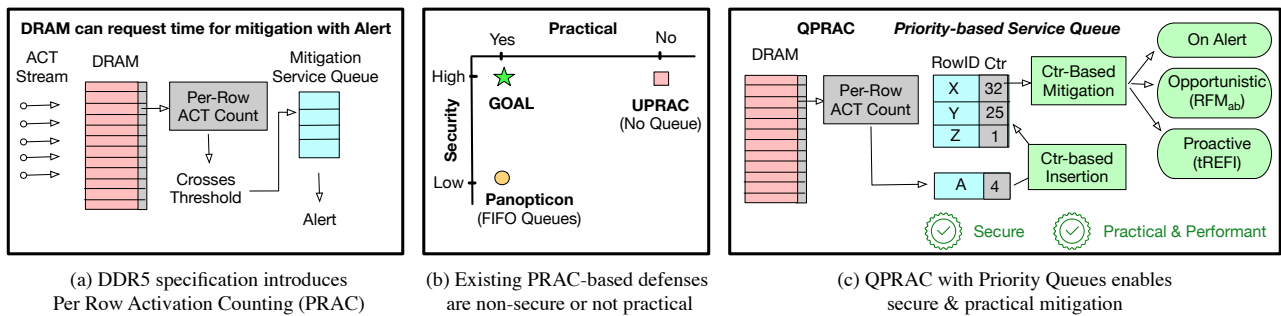 DRAM can request time for mitigation with Alert
ACT
Stream
DRAM
Mitigation
Service Queue
Per-Row
ACT Count
Crosses
Threshold
Alert
(a) DDR5 specification introduces
Per Row Activation Counting (PRAC)
Practical
Yes
No
Security
High
Low
GOAL
UPRAC
(No Queue)
Panopticon
(FIFO Queues)
(b) Existing PRAC-based defenses
are non-secure or not practical
QPRAC
Priority-based Service Queue
DRAM
Per-Row
ACT Count
RowID Ctr
X 32
Y 25
Z 1
A 4
Ctr-Based
Mitigation
Ctr-based
Insertion
On Alert
Opportunistic
(RFMab)
Proactive
(tREFI)
Secure
Practical & Performant
(c) QPRAC with Priority Queues enables
secure & practical mitigation